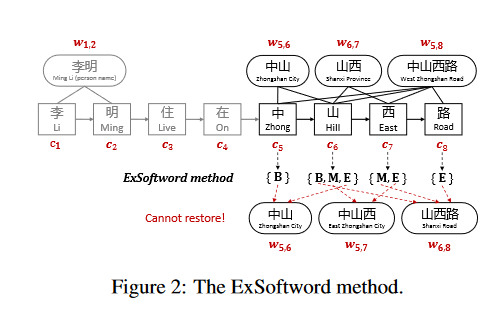 w1,2
w5,6
w6,7
w5,8
李明
Ming Li (person name)
中山
Zhongshan City
山西
Shanxi Province
中山西路
West Zhongshan Road
李
Li
明
Ming
住
Live
在
On
中
Zhong
山
Hill
西
East
路
Road
c1
c2
c3
c4
c5
c6
c7
c8
ExSoftword method
{ B }
{ B, M, E }
{ M, E }
{ E }
Cannot restore!
中山
Zhongshan City
中山西
East Zhongshan City
山西路
Shanxi Road
w5,6
w5,7
w6,8
Figure 2: The ExSoftword method.